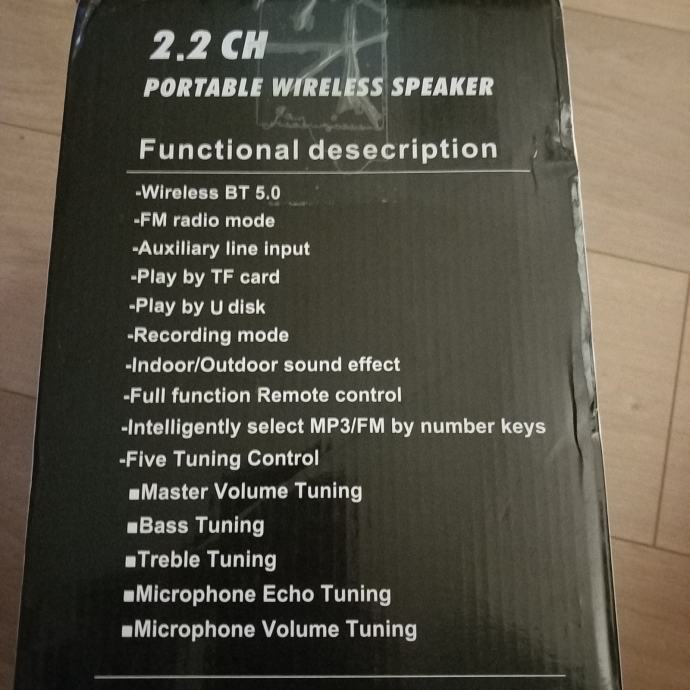 2.2 CH
PORTABLE WIRELESS SPEAKER
Functional desecription
-Wireless BT 5.0
-FM radio mode
-Auxiliary line input
-Play by TF card
-Play by U disk
-Recording mode
-Indoor/Outdoor sound effect
-Full function Remote control
-Intelligently select MP3/FM by number keys
-Five Tuning Control
■Master Volume Tuning
■Bass Tuning
■Treble Tuning
■Microphone Echo Tuning
■Microphone Volume Tuning